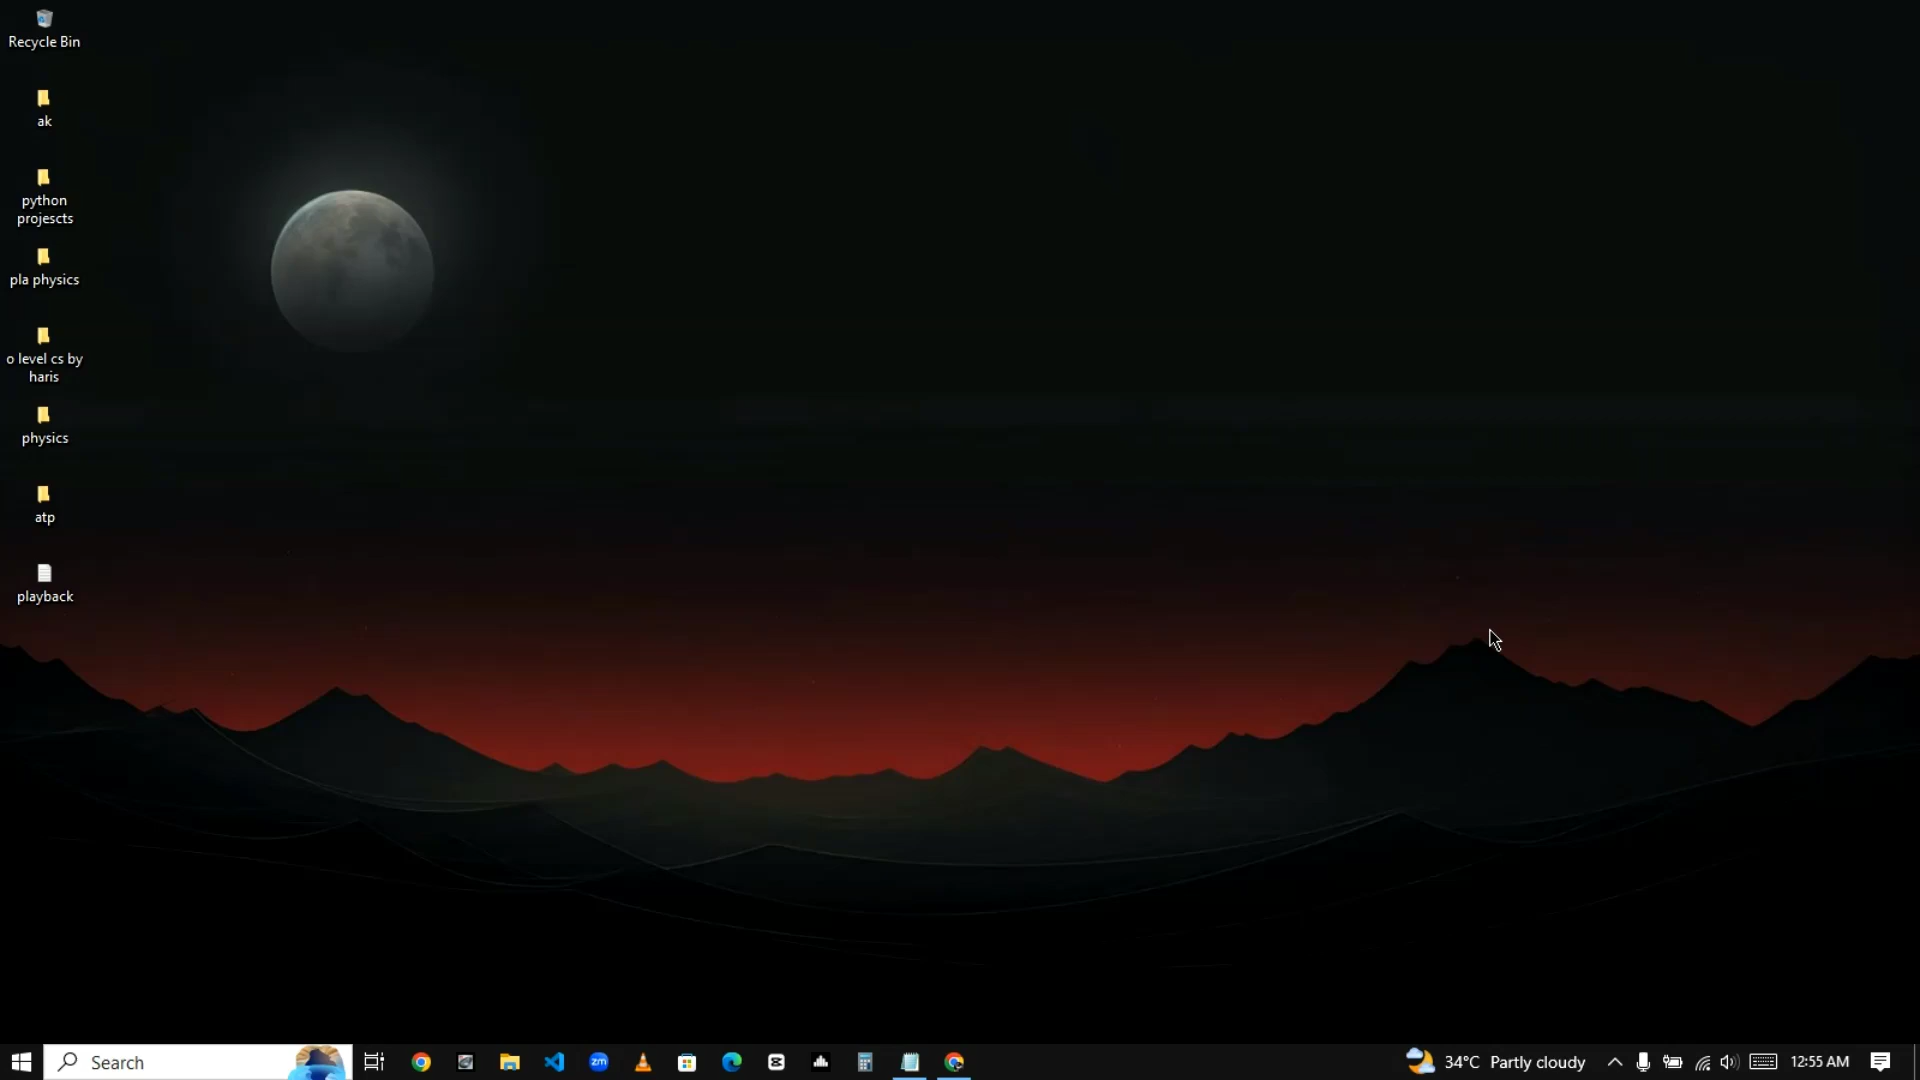 Recycle Bin
ak
python
projescts
pla physics
o level cs by
haris
physics
atp
playback
Search
zm
34°C Partly cloudy
12:55 AM